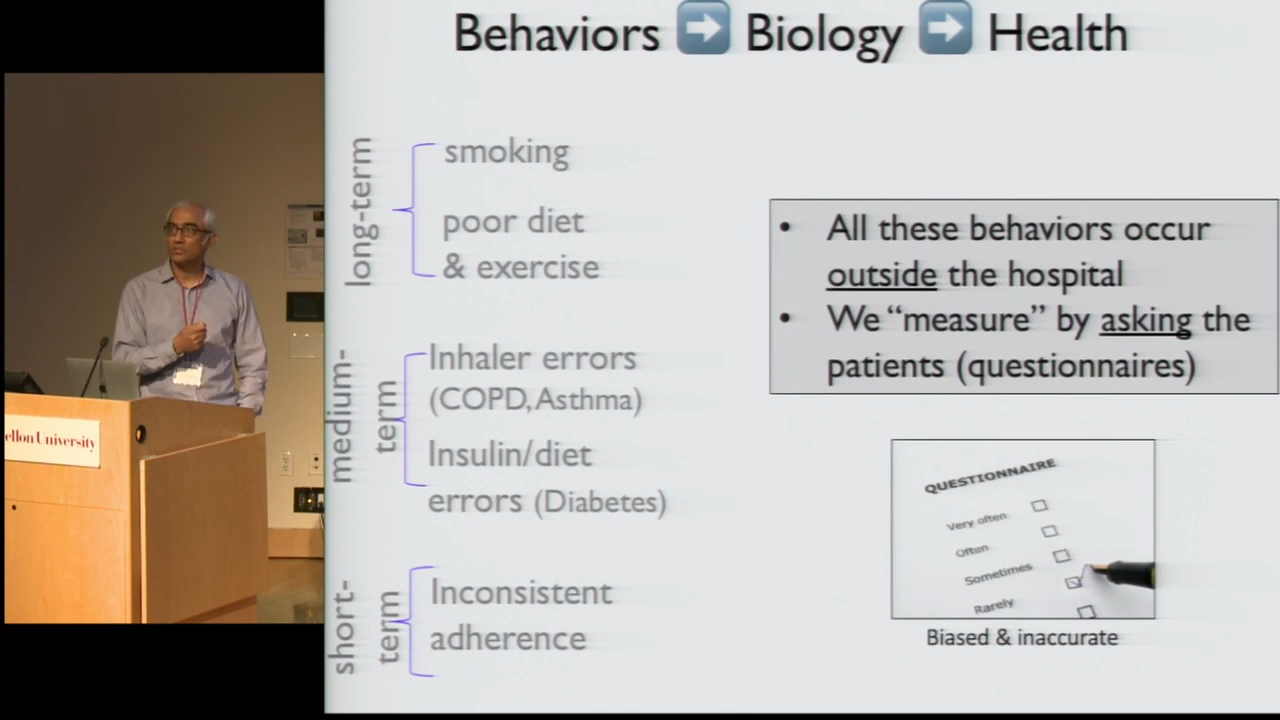 Behaviors ➡ Biology ➡ Health
long-term
smoking
poor diet
& exercise
medium-
term
Inhaler errors
(COPD, Asthma)
Insulin/diet
errors (Diabetes)
short-
term
Inconsistent
adherence
• All these behaviors occur
outside the hospital
• We “measure” by asking the
patients (questionnaires)
QUESTIONNAIRE
Very often
Often
Sometimes
Rarely
Biased & inaccurate
ellon University